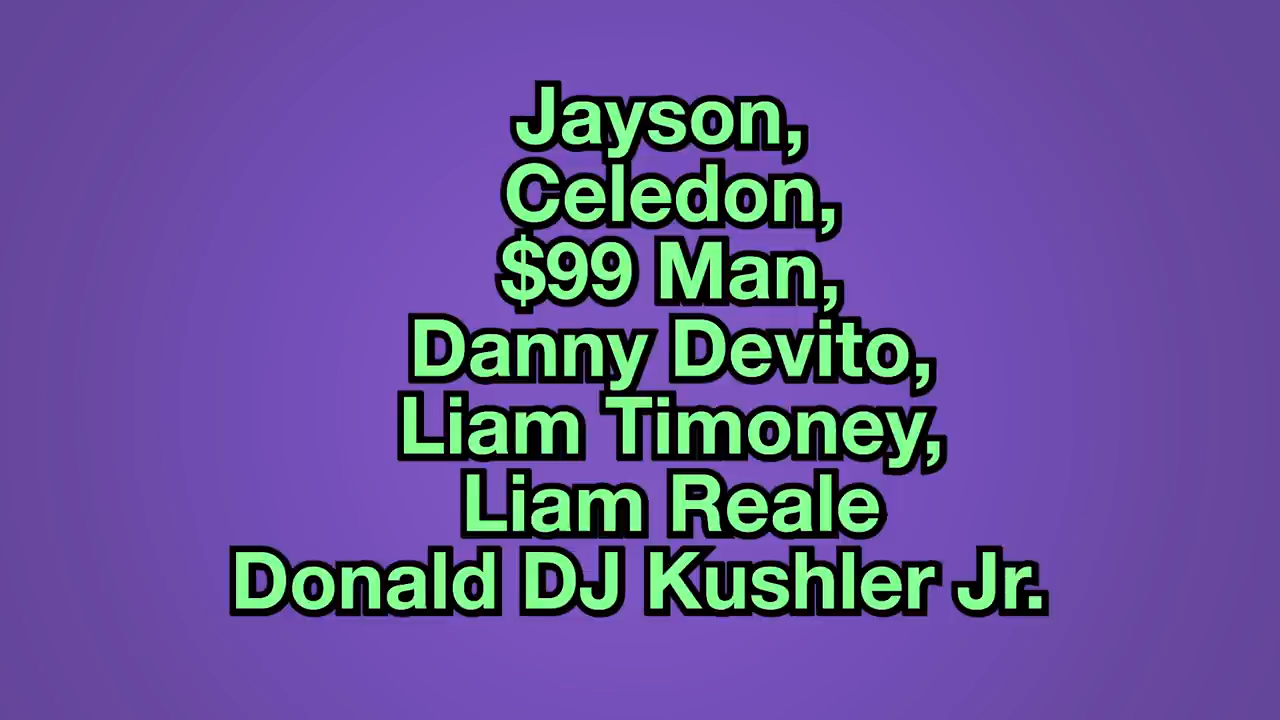 Jayson,
Celedon,
$99 Man,
Danny Devito,
Liam Timoney,
Liam Reale
Donald DJ Kushler Jr.